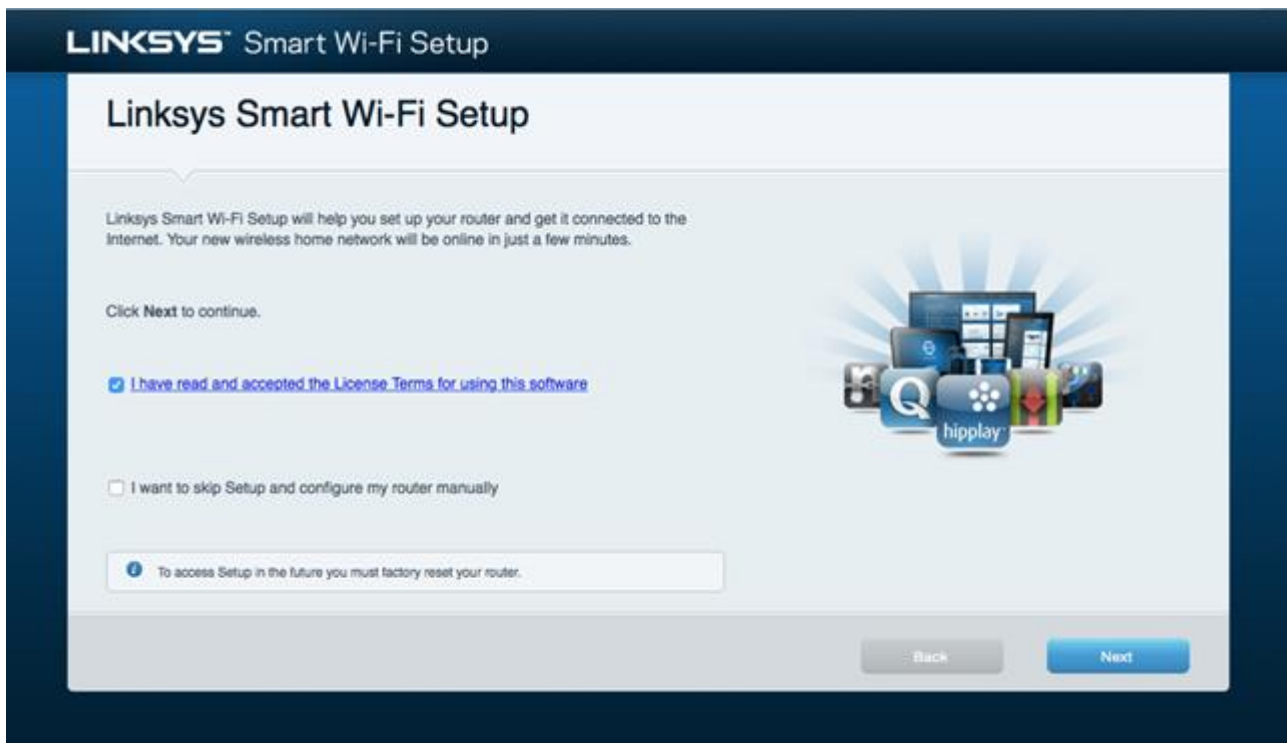 LINKSYS™ Smart Wi-Fi Setup
Linksys Smart Wi-Fi Setup
Linksys Smart Wi-Fi Setup will help you set up your router and get it connected to the
Internet. Your new wireless home network will be online in just a few minutes.
Click Next to continue.
I have read and accepted the License Terms for using this software
I want to skip Setup and configure my router manually
To access Setup in the future you must factory reset your router.
Q
hipplay
Back
Next